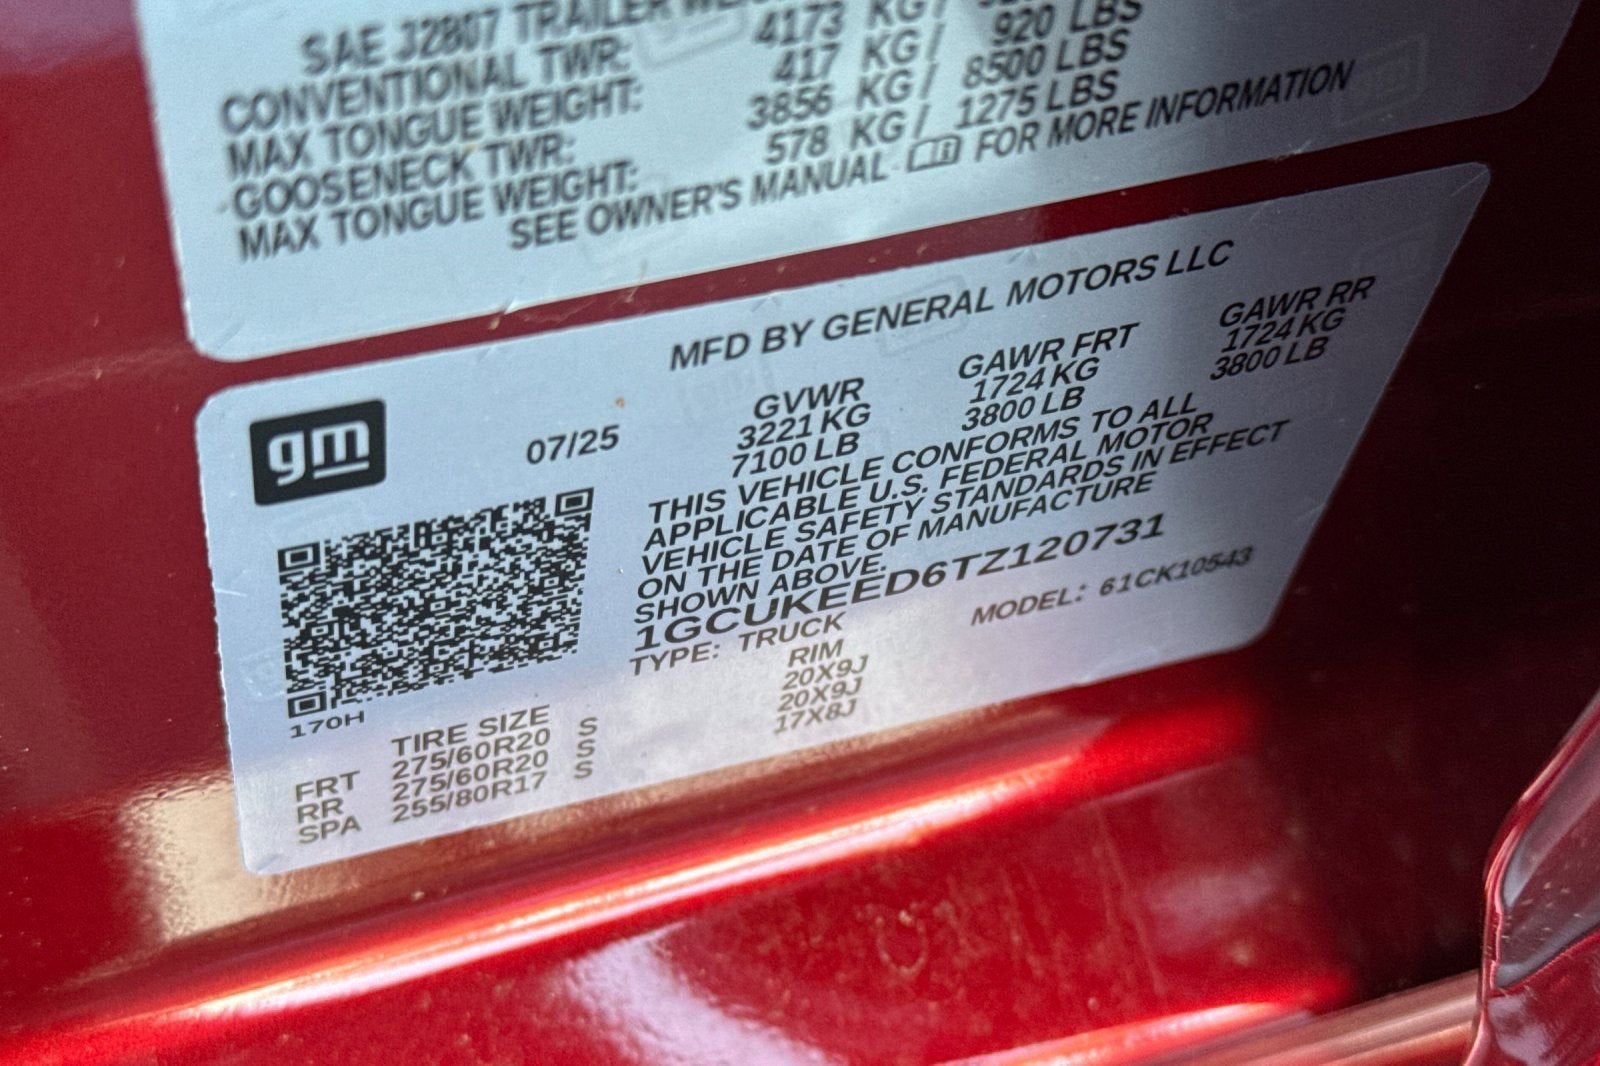 SAE J2807 TRAILER
CONVENTIONAL TWR: 4173 KG/
MAX TONGUE WEIGHT: 417 KG/ 920 LBS
GOOSENECK TWR: 3856 KG/ 8500 LBS
MAX TONGUE WEIGHT: 578 KG/ 1275 LBS
SEE OWNER'S MANUAL FOR MORE INFORMATION
MFD BY GENERAL MOTORS LLC
gm
07/25
GVWR GAWR FRT GAWR RR
3221 KG 1724 KG 1724 KG
7100 LB 3800 LB 3800 LB
THIS VEHICLE CONFORMS TO ALL
APPLICABLE U.S. FEDERAL MOTOR
VEHICLE SAFETY STANDARDS IN EFFECT
ON THE DATE OF MANUFACTURE
SHOWN ABOVE.
1GCUKEED6TZ120731
TYPE: TRUCK MODEL: 61CK10543
170H
TIRE SIZE RIM
FRT 275/60R20 S 20X9J
RR 275/60R20 S 20X9J
SPA 255/80R17 S 17X8J